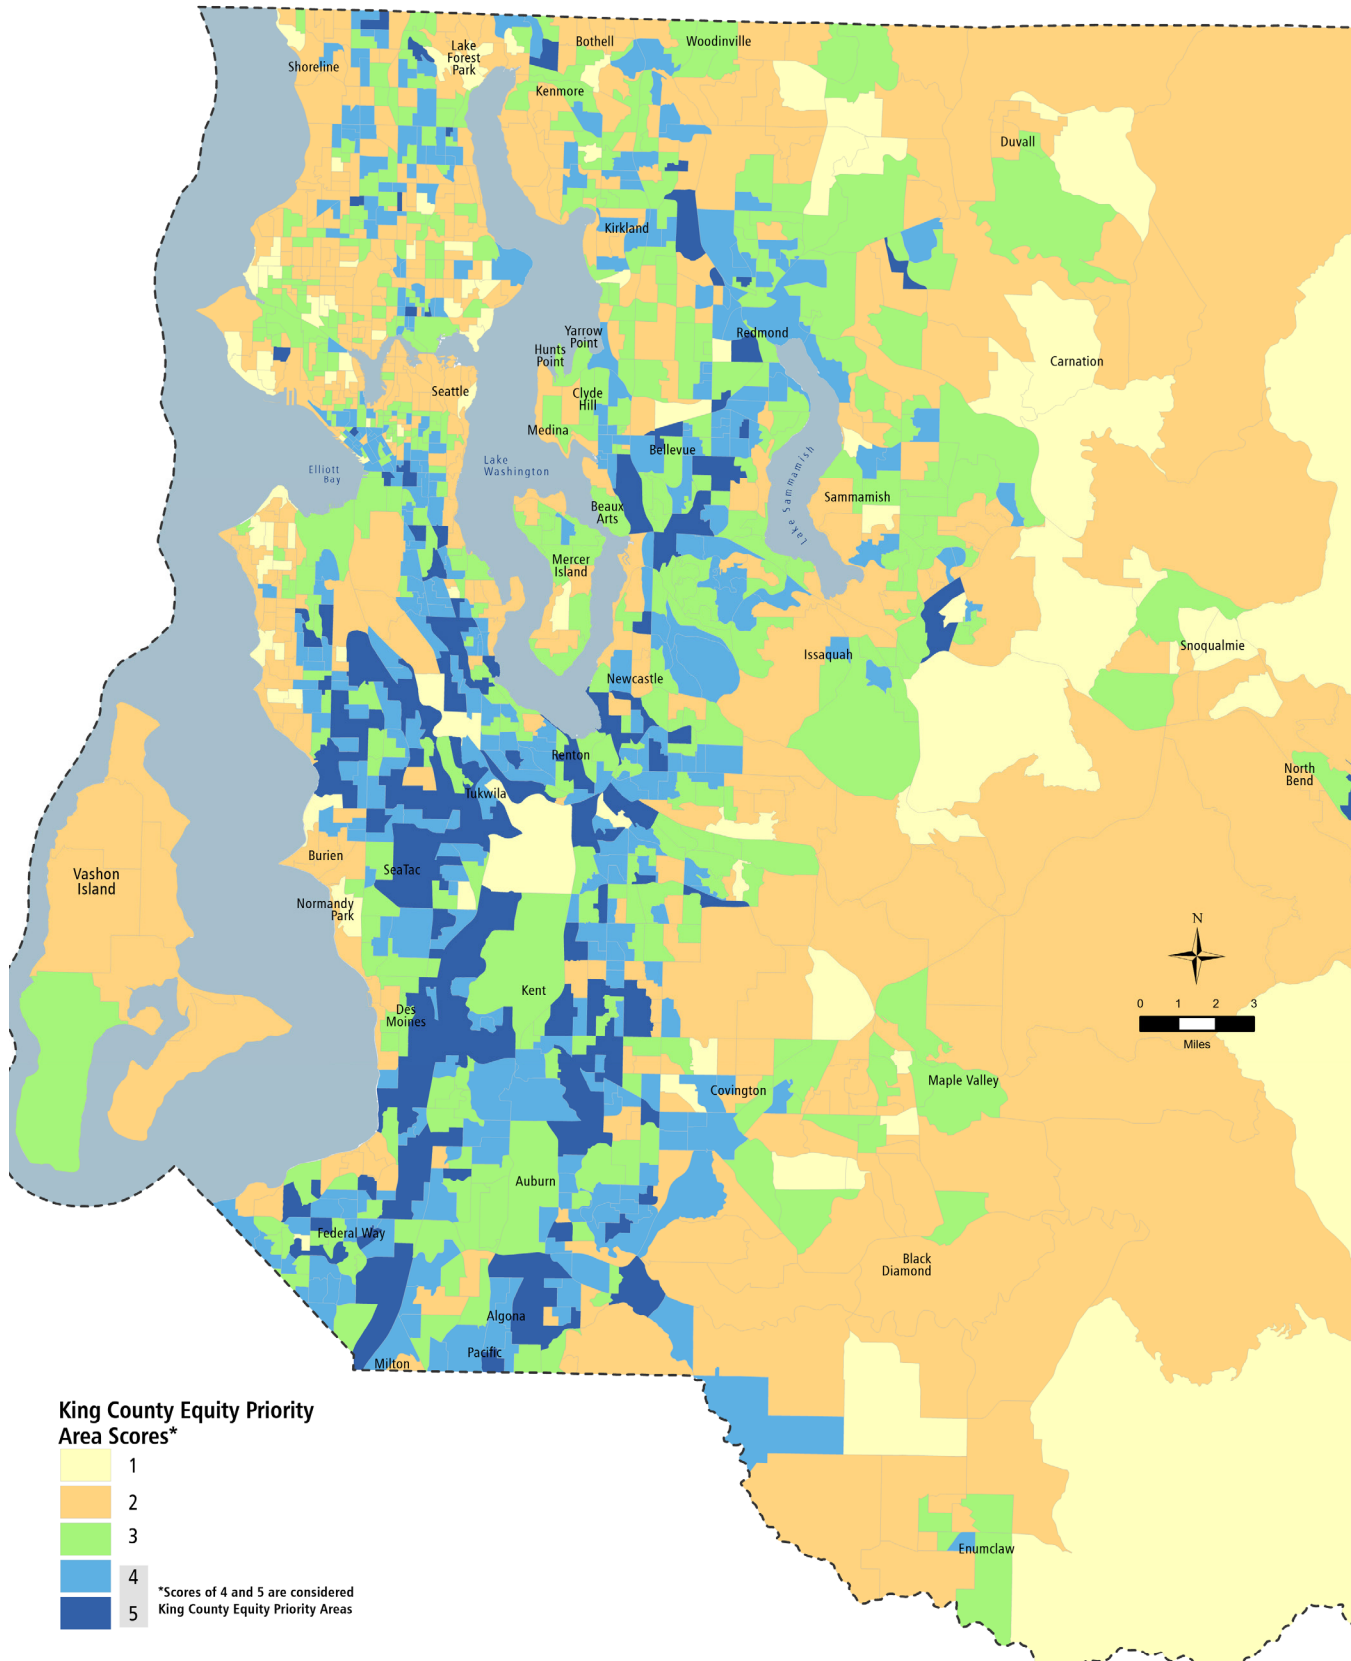 Lake
Forest
Park
Bothell
Woodinville
Shoreline
Kenmore
Duvall
Kirkland
Yarrow
Point
Redmond
Hunts
Point
Carnation
Seattle
Clyde
Hill
Medina
Bellevue
Lake
Washington
Elliott
Bay
Lake Sammamish
Sammamish
Beaux
Arts
Mercer
Island
Issaquah
Snoqualmie
Newcastle
Renton
North
Bend
Tukwila
Burien
SeaTac
Vashon
Island
Normandy
Park
N
Kent
0 1 2 3
Miles
Des
Moines
Maple Valley
Covington
Auburn
Federal Way
Black
Diamond
Algona
Pacific
Milton
King County Equity Priority
Area Scores*
1
2
3
4
5
*Scores of 4 and 5 are considered
King County Equity Priority Areas
Enumclaw